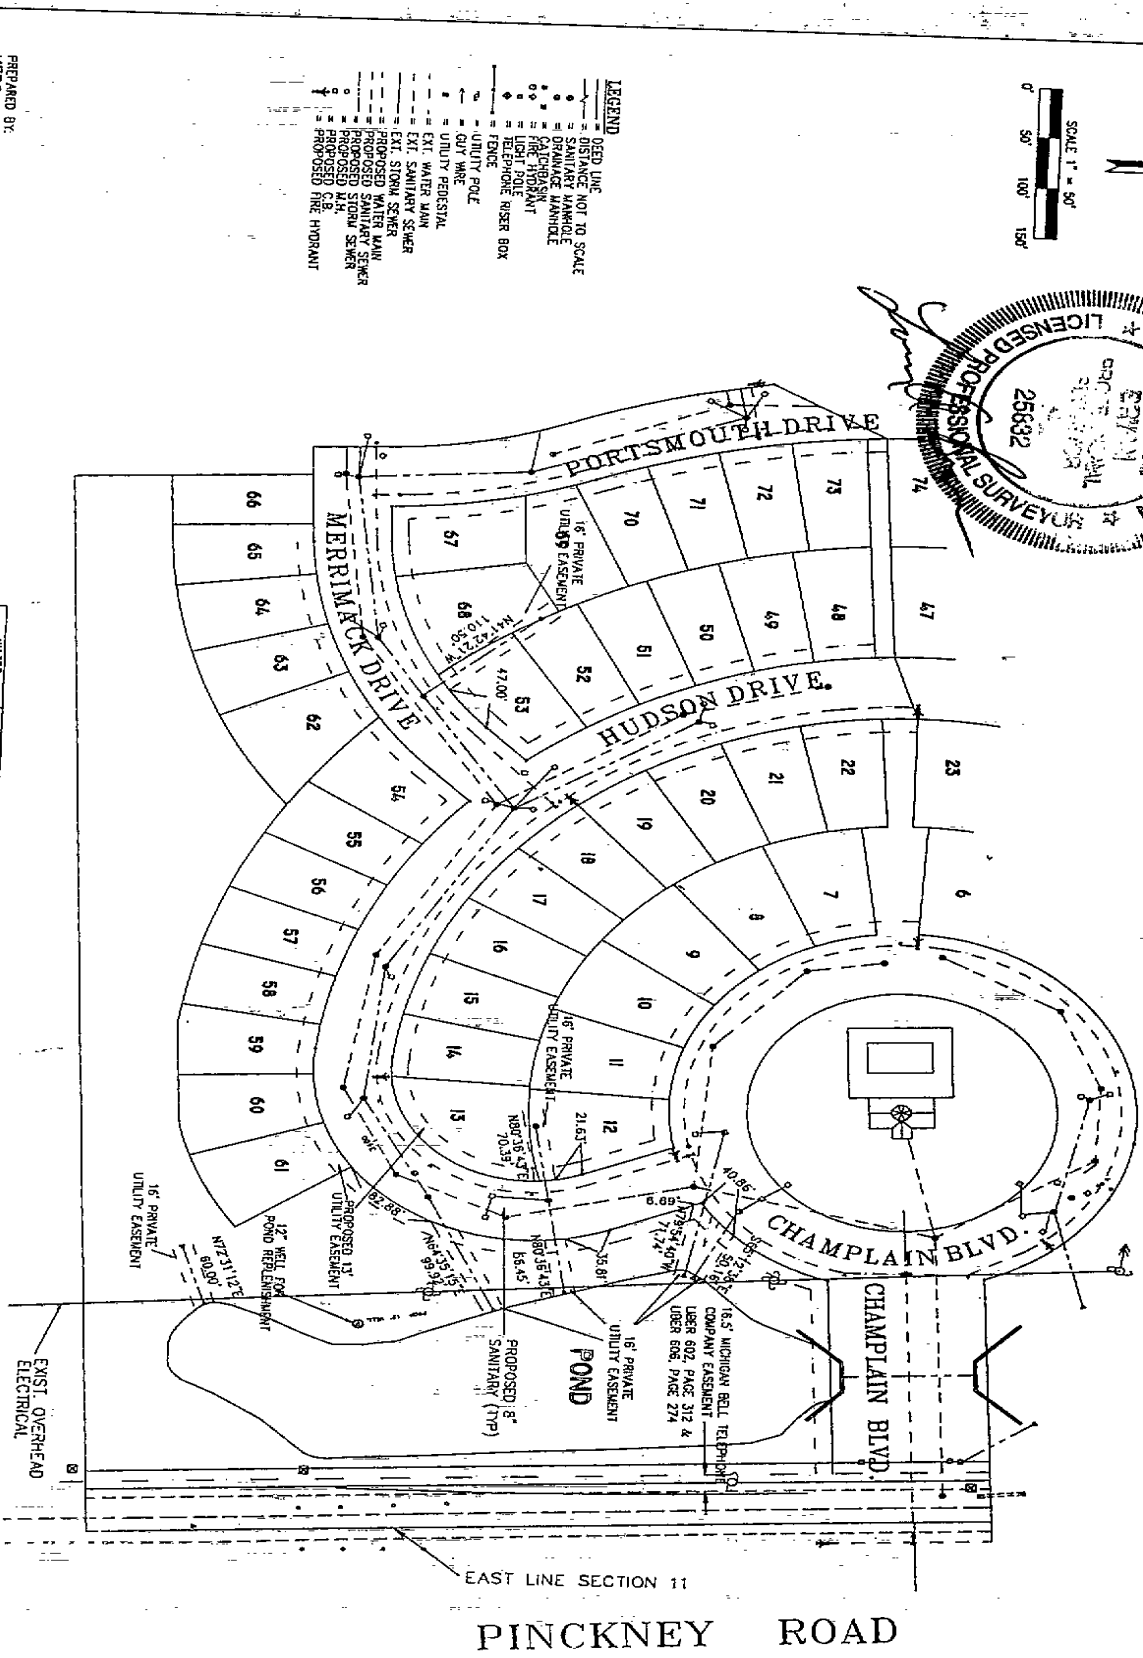 PREPARED BY:
SCALE 1" = 50'
0' 50' 100' 150'
LICENSED PROFESSIONAL SURVEYOR
25632
LEGEND
= DEED LINE
= DISTANCE NOT TO SCALE
= SANITARY MANHOLE
= DRAINAGE MANHOLE
= CATCHBASIN
= FIRE HYDRANT
= LIGHT POLE
= TELEPHONE RISER BOX
= FENCE
= UTILITY POLE
= GUY WIRE
= UTILITY PEDESTAL
= EXT. WATER MAIN
= EXT. SANITARY SEWER
= EXT. STORM SEWER
= PROPOSED WATER MAIN
= PROPOSED SANITARY SEWER
= PROPOSED STORM SEWER
= PROPOSED M.H.
= PROPOSED C.B.
= PROPOSED FIRE HYDRANT
PORTSMOUTH DRIVE
66
65
64
63
62
MERRIMACK DRIVE
67
68
69
70
71
72
73
74
16' PRIVATE
UTILITY EASEMENT
N41°42'21"W
110.50'
47.00'
53
52
51
50
49
48
47
HUDSON DRIVE
54
55
56
57
58
59
60
61
23
22
21
20
19
18
17
16
15
14
13
6
7
8
9
10
11
12
16' PRIVATE
UTILITY EASEMENT
N80°36'43"E
70.39'
21.63'
6.69'
40.86'
35.81'
N80°36'43"E
56.45'
82.88'
CHAMPLAIN BLVD.
CHAMPLAIN BLVD.
PROPOSED 13'
UTILITY EASEMENT
16' PRIVATE
UTILITY EASEMENT
N72°31'12"E
60.00'
12" WELL FOR
POND REPLENISHMENT
PROPOSED 8"
SANITARY (TYP)
16' PRIVATE
UTILITY EASEMENT
POND
16.5' MICHIGAN BELL TELEPHONE
COMPANY EASEMENT
LIBER 602, PAGE 312 &
LIBER 606, PAGE 274
EXIST. OVERHEAD
ELECTRICAL
EAST LINE SECTION 11
PINCKNEY ROAD